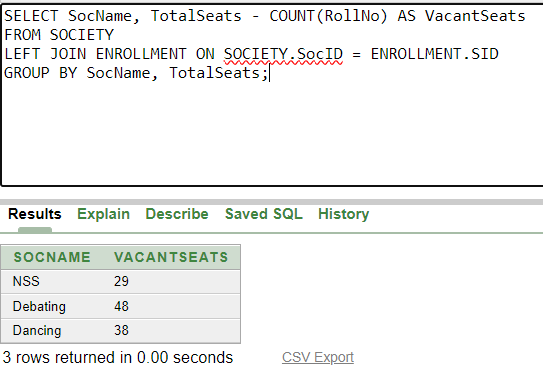 SELECT SocName, TotalSeats - COUNT(RollNo) AS VacantSeats
FROM SOCIETY
LEFT JOIN ENROLLMENT ON SOCIETY.SocID = ENROLLMENT.SID
GROUP BY SocName, TotalSeats;
Results Explain Describe Saved SQL History
SOCNAME VACANTSEATS
NSS 29
Debating 48
Dancing 38
3 rows returned in 0.00 seconds CSV Export